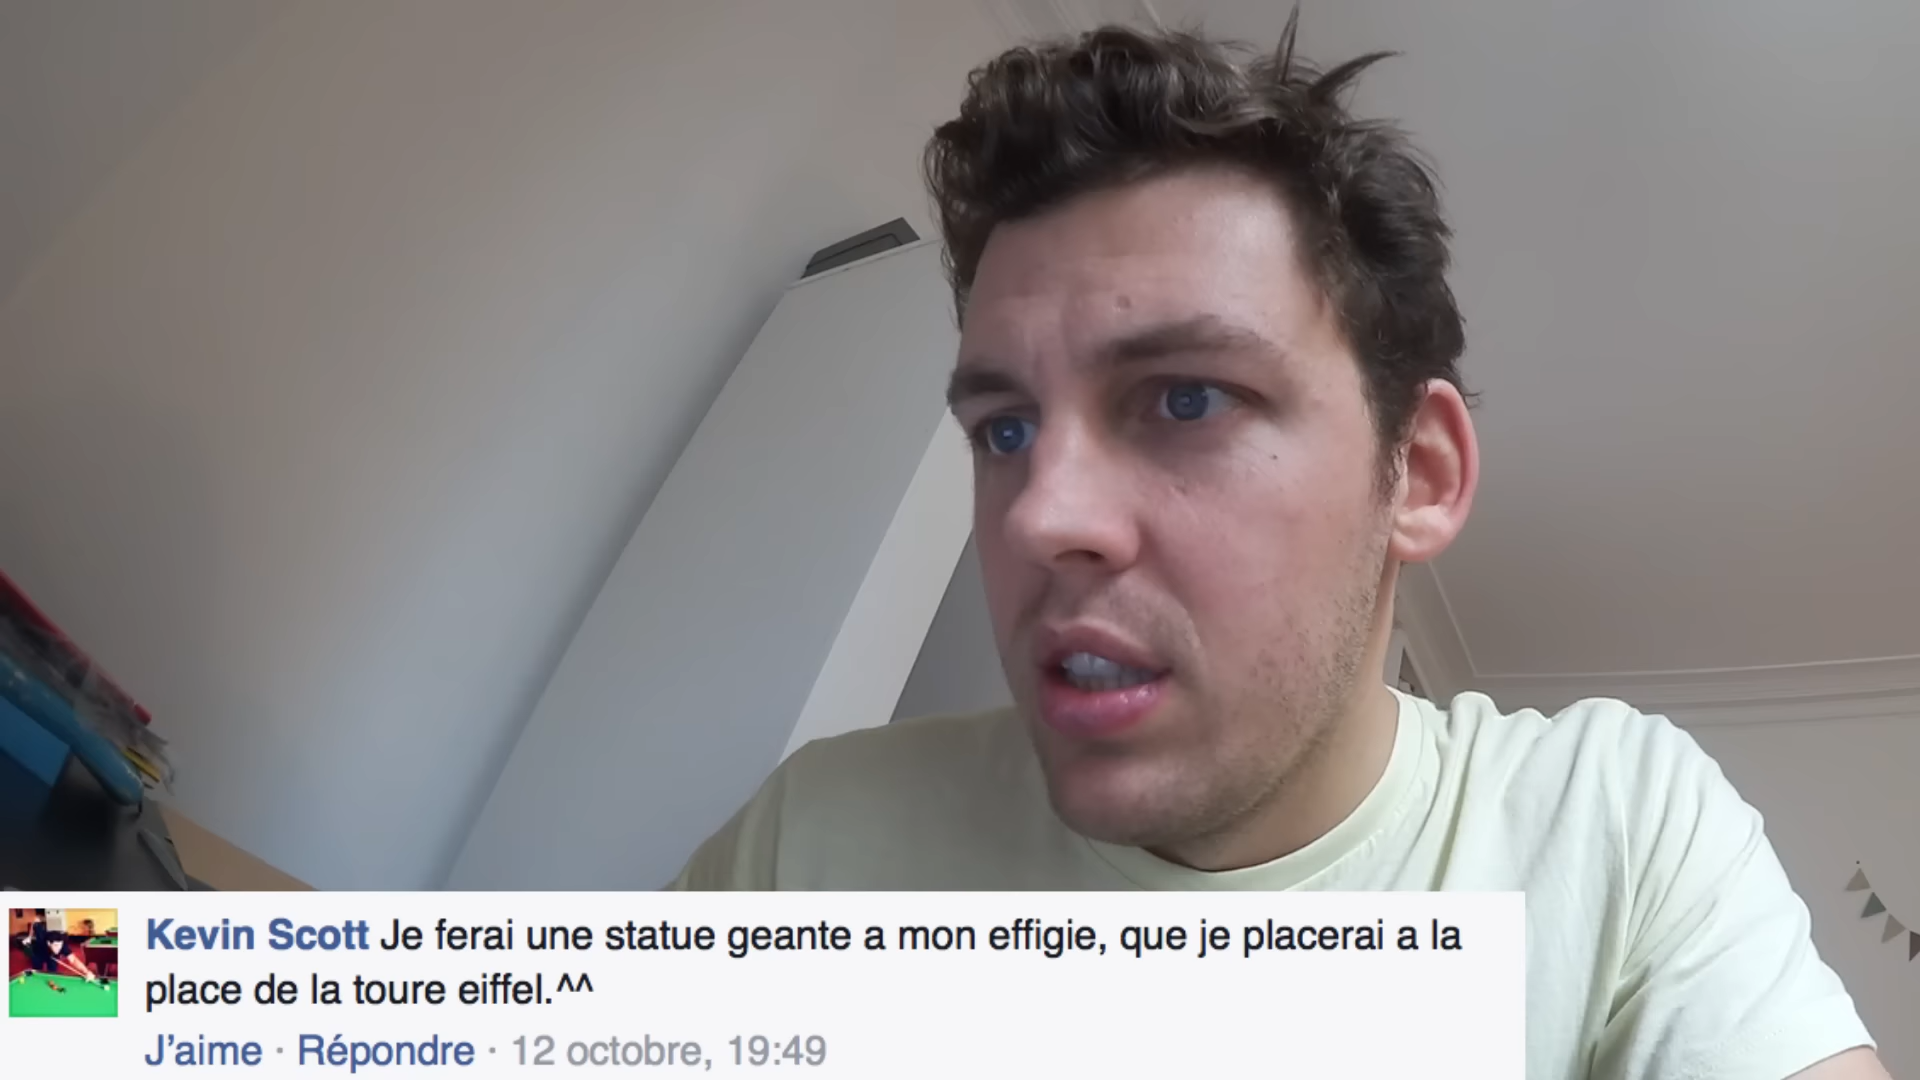 Kevin Scott Je ferai une statue geante a mon effigie, que je placerai a la
place de la toure eiffel.^^
J'aime · Répondre · 12 octobre, 19:49